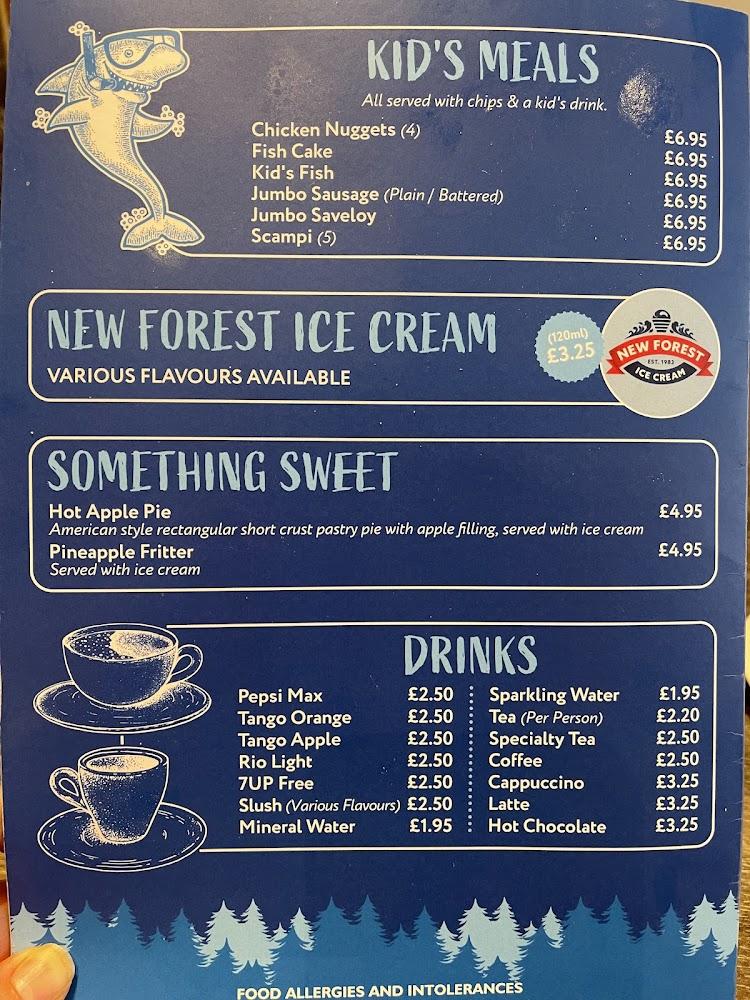 KID'S MEALS
All served with chips & a kid's drink.
Chicken Nuggets (4) £6.95
Fish Cake £6.95
Kid's Fish £6.95
Jumbo Sausage (Plain / Battered) £6.95
Jumbo Saveloy £6.95
Scampi (5) £6.95
NEW FOREST ICE CREAM
VARIOUS FLAVOURS AVAILABLE
(120ml)
£3.25
NEW FOREST
EST. 1983
ICE CREAM
SOMETHING SWEET
Hot Apple Pie £4.95
American style rectangular short crust pastry pie with apple filling, served with ice cream
Pineapple Fritter £4.95
Served with ice cream
DRINKS
Pepsi Max £2.50
Tango Orange £2.50
Tango Apple £2.50
Rio Light £2.50
7UP Free £2.50
Slush (Various Flavours) £2.50
Mineral Water £1.95
Sparkling Water £1.95
Tea (Per Person) £2.20
Specialty Tea £2.50
Coffee £2.50
Cappuccino £3.25
Latte £3.25
Hot Chocolate £3.25
FOOD ALLERGIES AND INTOLERANCES